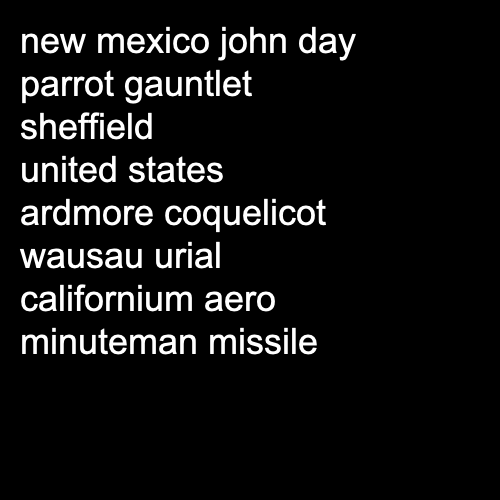 new mexico john day
parrot gauntlet
sheffield
united states
ardmore coquelicot
wausau urial
californium aero
minuteman missile